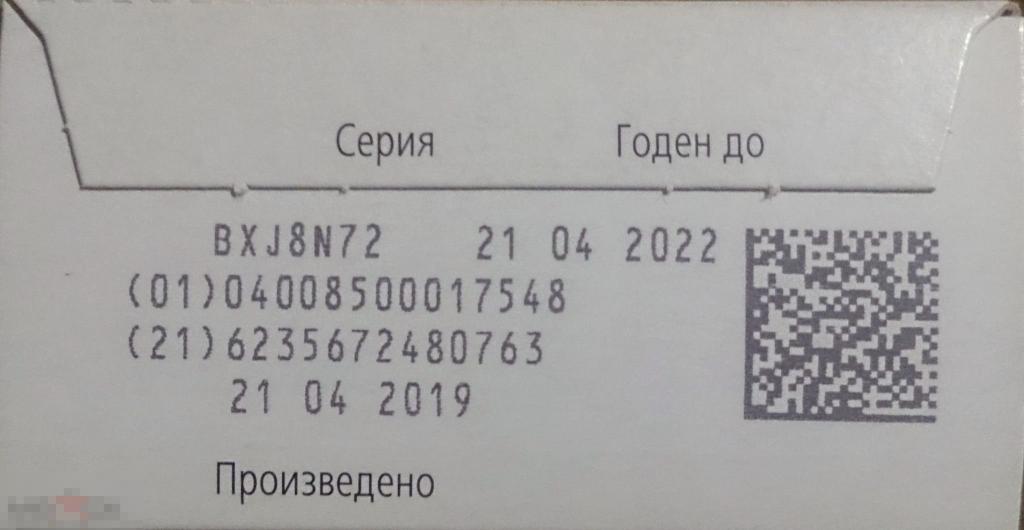 Серия Годен до
BXJ8N72 21 04 2022
(01)04008500017548
(21)6235672480763
21 04 2019
Произведено